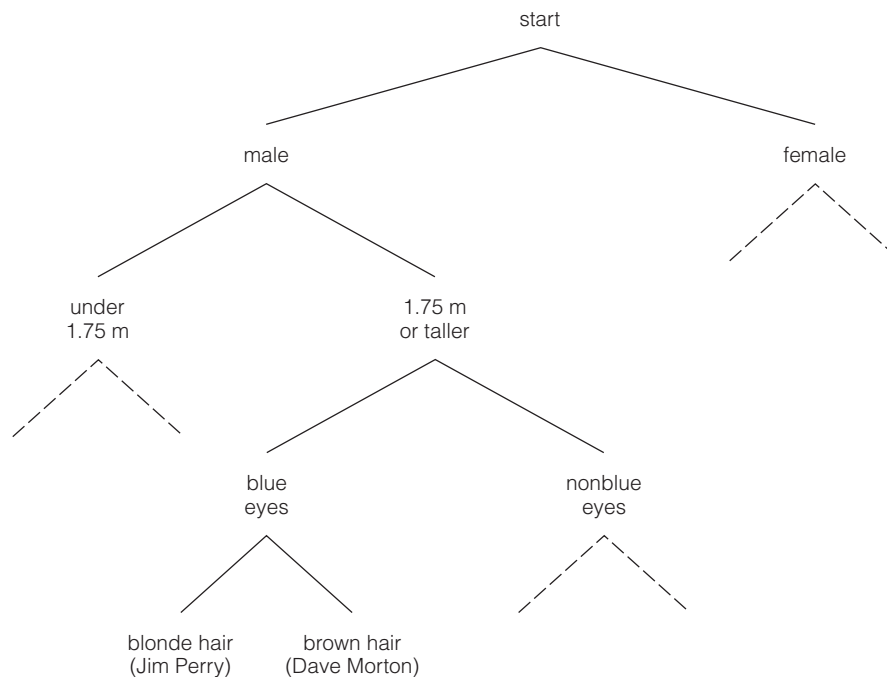 start
male
female
under
1.75 m
1.75 m
or taller
blue
eyes
nonblue
eyes
blonde hair
(Jim Perry)
brown hair
(Dave Morton)